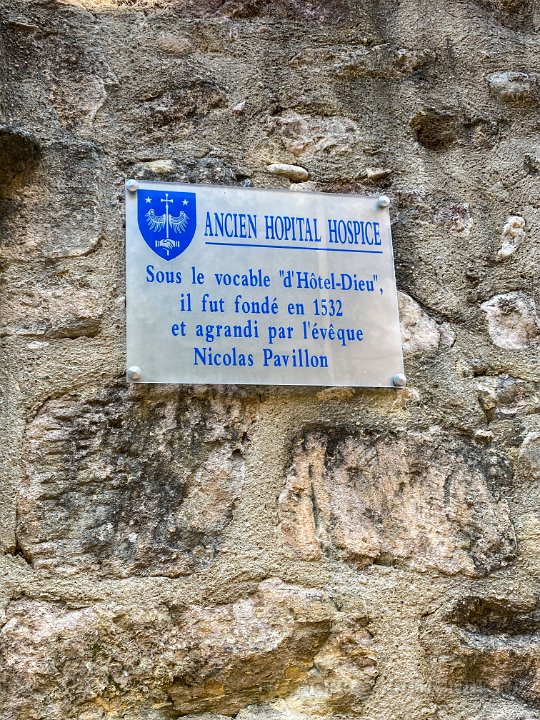 ANCIEN HOPITAL HOSPICE
Sous le vocable "d'Hôtel-Dieu",
il fut fondé en 1532
et agrandi par l'évêque
Nicolas Pavillon